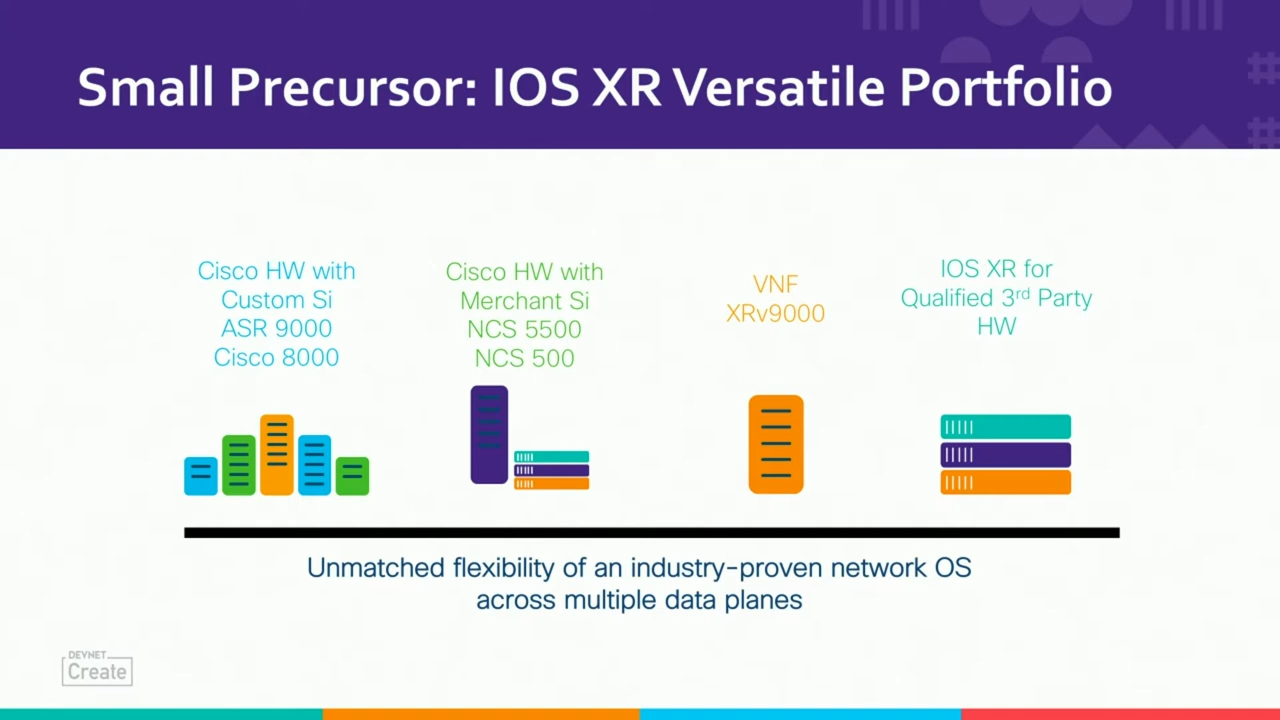 Small Precursor: IOS XR Versatile Portfolio
Cisco HW with
Custom Si
ASR 9000
Cisco 8000
Cisco HW with
Merchant Si
NCS 5500
NCS 500
VNF
XRv9000
IOS XR for
Qualified 3rd Party
HW
Unmatched flexibility of an industry-proven network OS
across multiple data planes
DEVNET
Create